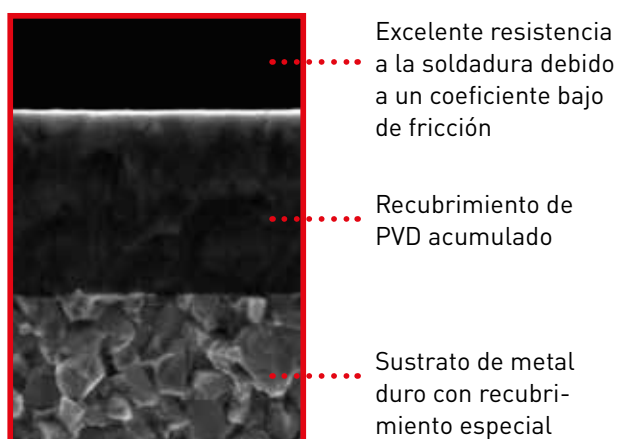 Excelente resistencia
a la soldadura debido
a un coeficiente bajo
de fricción
Recubrimiento de
PVD acumulado
Sustrato de metal
duro con recubri-
miento especial